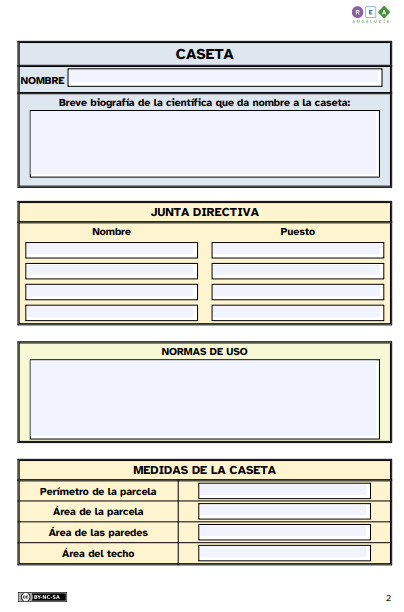 R E A
ANDALUCÍA
CASETA
NOMBRE
Breve biografía de la científica que da nombre a la caseta:
JUNTA DIRECTIVA
Nombre Puesto
NORMAS DE USO
MEDIDAS DE LA CASETA
Perímetro de la parcela
Área de la parcela
Área de las paredes
Área del techo
cc BY-NC-SA
2